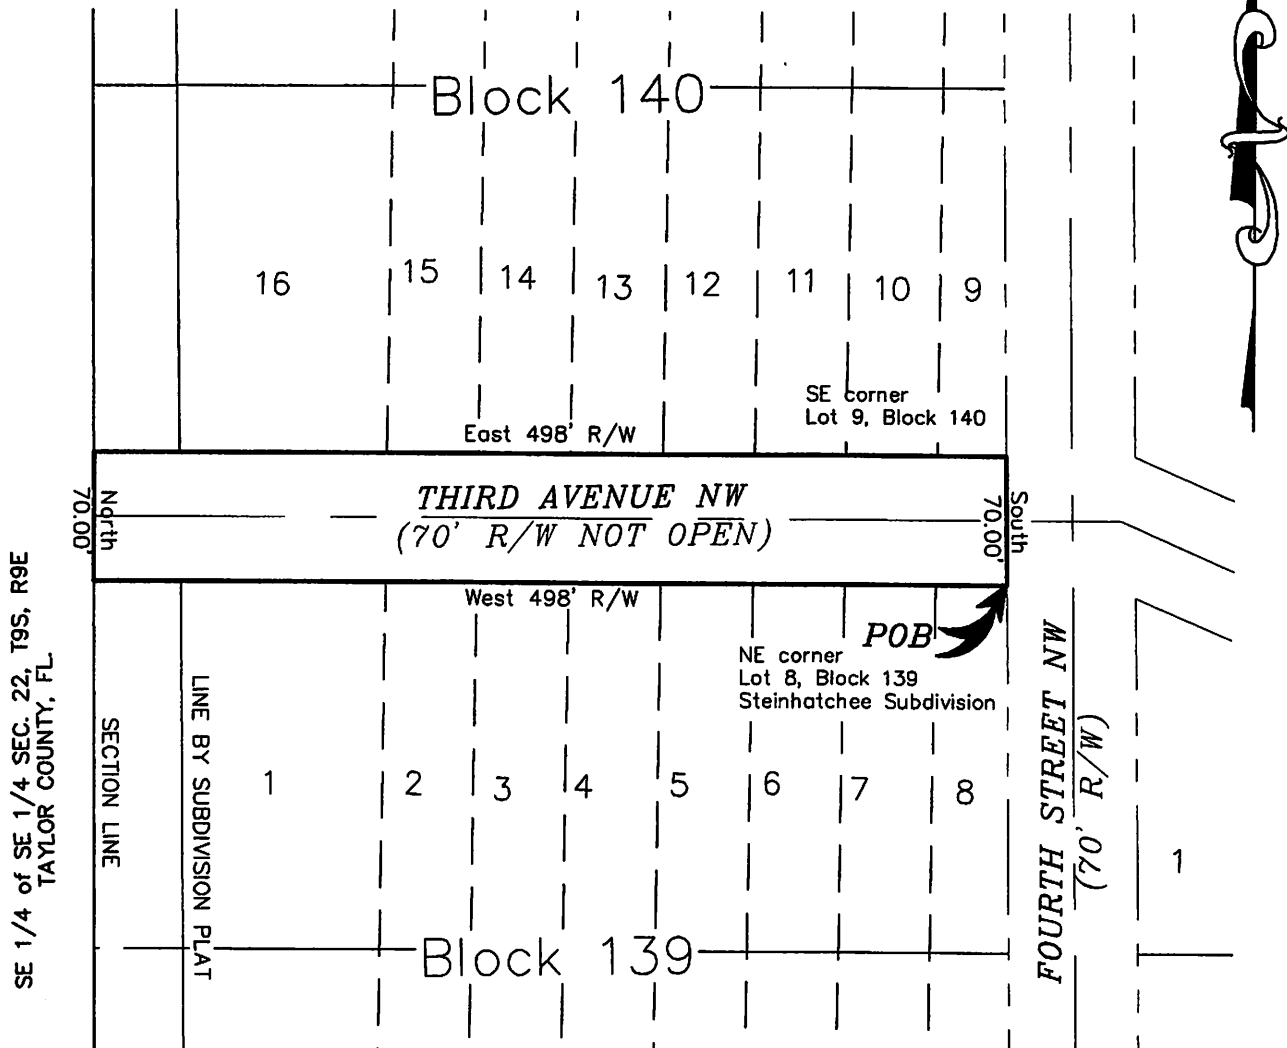 Block 140
16
15
14
13
12
11
10
9
SE corner
Lot 9, Block 140
East 498' R/W
North
70.00'
THIRD AVENUE NW
(70' R/W NOT OPEN)
South
70.00'
West 498' R/W
POB
NE corner
Lot 8, Block 139
Steinhatchee Subdivision
SE 1/4 of SE 1/4 SEC. 22, T9S, R9E
TAYLOR COUNTY, FL.
SECTION LINE
LINE BY SUBDIVISION PLAT
1
2
3
4
5
6
7
8
FOURTH STREET NW
(70' R/W)
1
Block 139